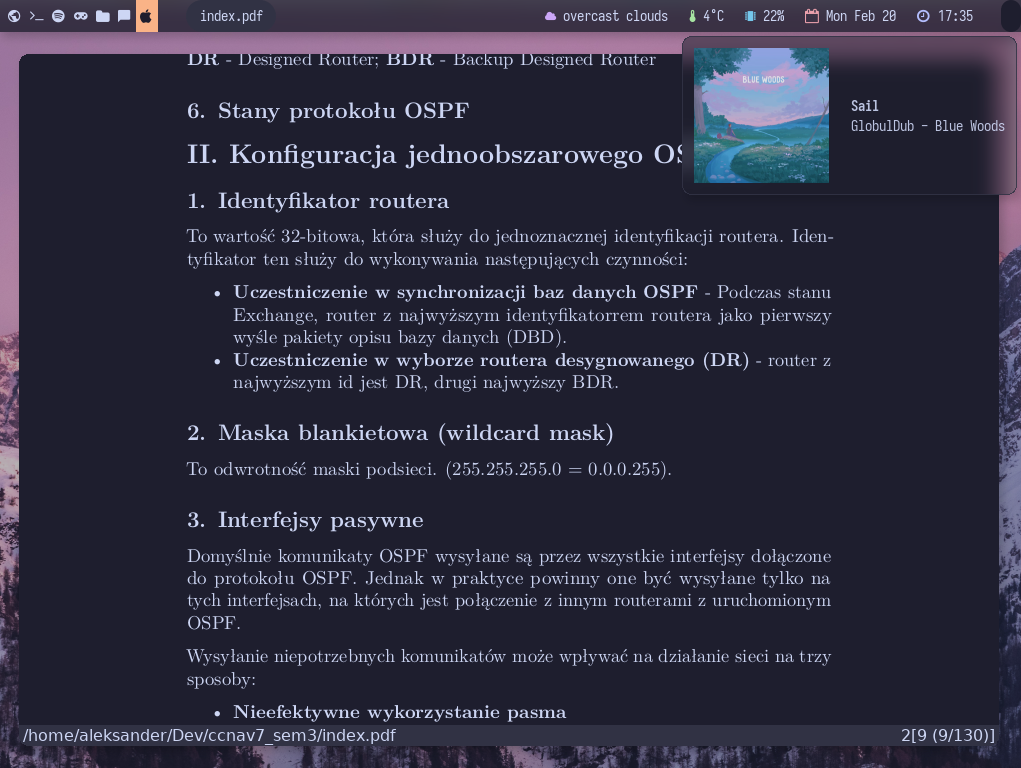 index.pdf
overcast clouds 4°C 22% Mon Feb 20 17:35
BLUE WOODS
Sail
GlobulDub - Blue Woods
DR - Designed Router; BDR - Backup Designed Router
6. Stany protokołu OSPF
II. Konfiguracja jednoobszarowego OS
1. Identyfikator routera
To wartość 32-bitowa, która służy do jednoznacznej identyfikacji routera. Iden-
tyfikator ten służy do wykonywania następujących czynności:
• Uczestniczenie w synchronizacji baz danych OSPF - Podczas stanu
Exchange, router z najwyższym identyfikatorrem routera jako pierwszy
wyśle pakiety opisu bazy danych (DBD).
• Uczestniczenie w wyborze routera desygnowanego (DR) - router z
najwyższym id jest DR, drugi najwyższy BDR.
2. Maska blankietowa (wildcard mask)
To odwrotność maski podsieci. (255.255.255.0 = 0.0.0.255).
3. Interfejsy pasywne
Domyślnie komunikaty OSPF wysyłane są przez wszystkie interfejsy dołączone
do protokołu OSPF. Jednak w praktyce powinny one być wysyłane tylko na
tych interfejsach, na których jest połączenie z innym routerami z uruchomionym
OSPF.
Wysyłanie niepotrzebnych komunikatów może wpływać na działanie sieci na trzy
sposoby:
• Nieefektywne wykorzystanie pasma
/home/aleksander/Dev/ccnav7_sem3/index.pdf
2[9 (9/130)]